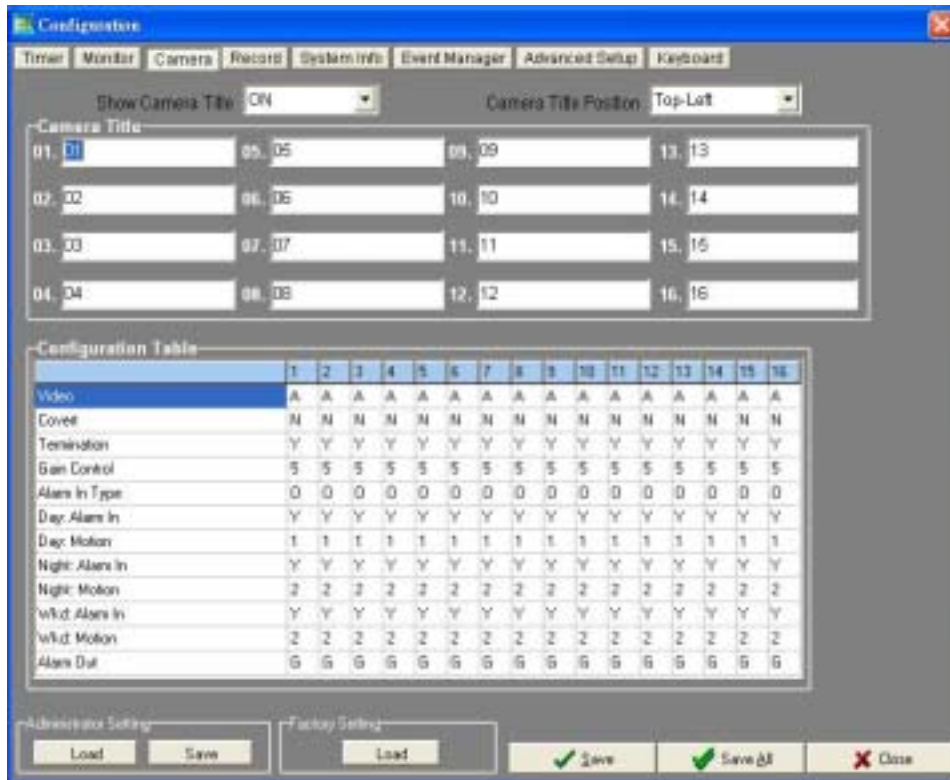 Configuration
Timer Monitor Camera Record System Info Event Manager Advanced Setup Keyboard
Show Camera Title ON Camera Title Position Top-Left
Camera Title
01. 01 05. 05 09. 09 13. 13
02. 02 06. 06 10. 10 14. 14
03. 03 07. 07 11. 11 15. 15
04. 04 08. 08 12. 12 16. 16
Configuration Table
1 2 3 4 5 6 7 8 9 10 11 12 13 14 15 16
Video A A A A A A A A A A A A A A A A
Covert N N N N N N N N N N N N N N N N
Termination Y Y Y Y Y Y Y Y Y Y Y Y Y Y Y Y
Gain Control 5 5 5 5 5 5 5 5 5 5 5 5 5 5 5 5
Alarm In Type O O O O O O O O O O O O O O O O
Day: Alarm In Y Y Y Y Y Y Y Y Y Y Y Y Y Y Y Y
Day: Motion 1 1 1 1 1 1 1 1 1 1 1 1 1 1 1 1
Night: Alarm In Y Y Y Y Y Y Y Y Y Y Y Y Y Y Y Y
Night: Motion 2 2 2 2 2 2 2 2 2 2 2 2 2 2 2 2
Wkd: Alarm In Y Y Y Y Y Y Y Y Y Y Y Y Y Y Y Y
Wkd: Motion 2 2 2 2 2 2 2 2 2 2 2 2 2 2 2 2
Alarm Out G G G G G G G G G G G G G G G G
Administrator Setting Factory Setting
Load Save Load Save Save All Close